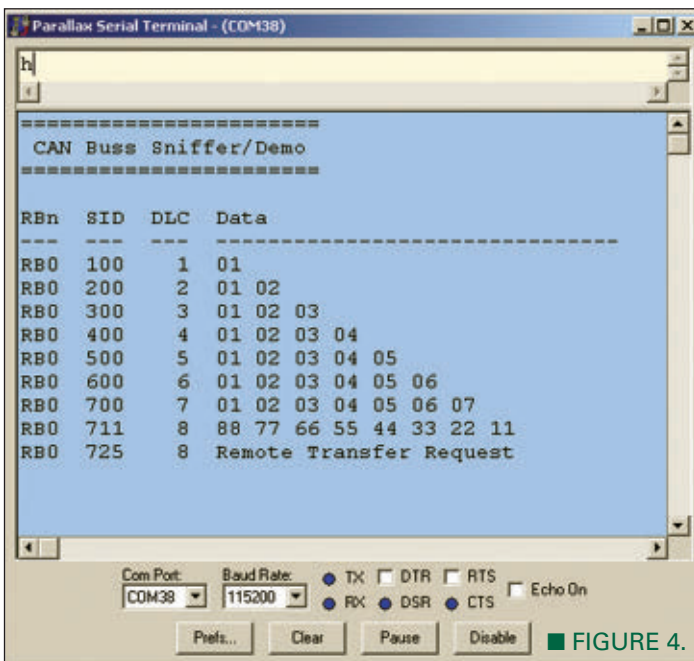 Parallax Serial Terminal - (COM38)
h
========================
CAN Buss Sniffer/Demo
========================
RBn SID DLC Data
--- --- --- -------------------------------
RB0 100 1 01
RB0 200 2 01 02
RB0 300 3 01 02 03
RB0 400 4 01 02 03 04
RB0 500 5 01 02 03 04 05
RB0 600 6 01 02 03 04 05 06
RB0 700 7 01 02 03 04 05 06 07
RB0 711 8 88 77 66 55 44 33 22 11
RB0 725 8 Remote Transfer Request
Com Port: Baud Rate: TX DTR RTS
COM38 115200 RX DSR CTS Echo On
Prefs... Clear Pause Disable
■ FIGURE 4.